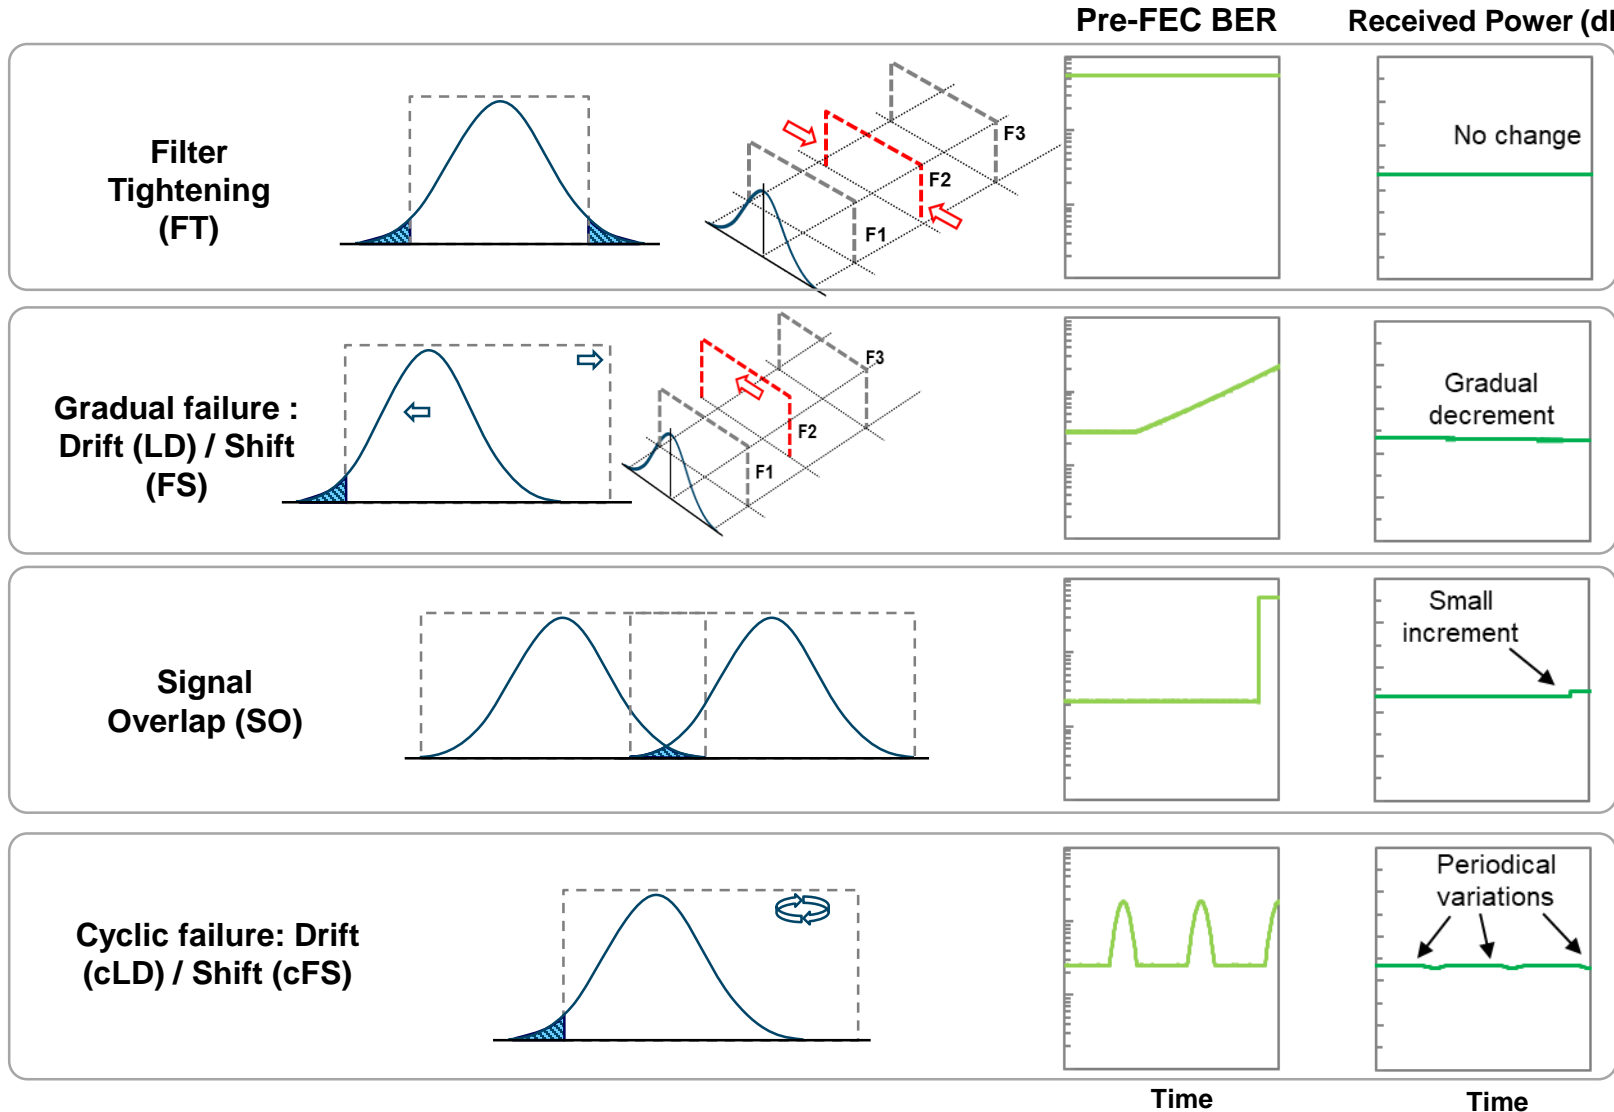 Pre-FEC BER
Received Power (dB
Filter
Tightening
(FT)
F1
F2
F3
No change
Gradual failure :
Drift (LD) / Shift
(FS)
F1
F2
F3
Gradual
decrement
Signal
Overlap (SO)
Small
increment
Cyclic failure: Drift
(cLD) / Shift (cFS)
Periodical
variations
Time
Time